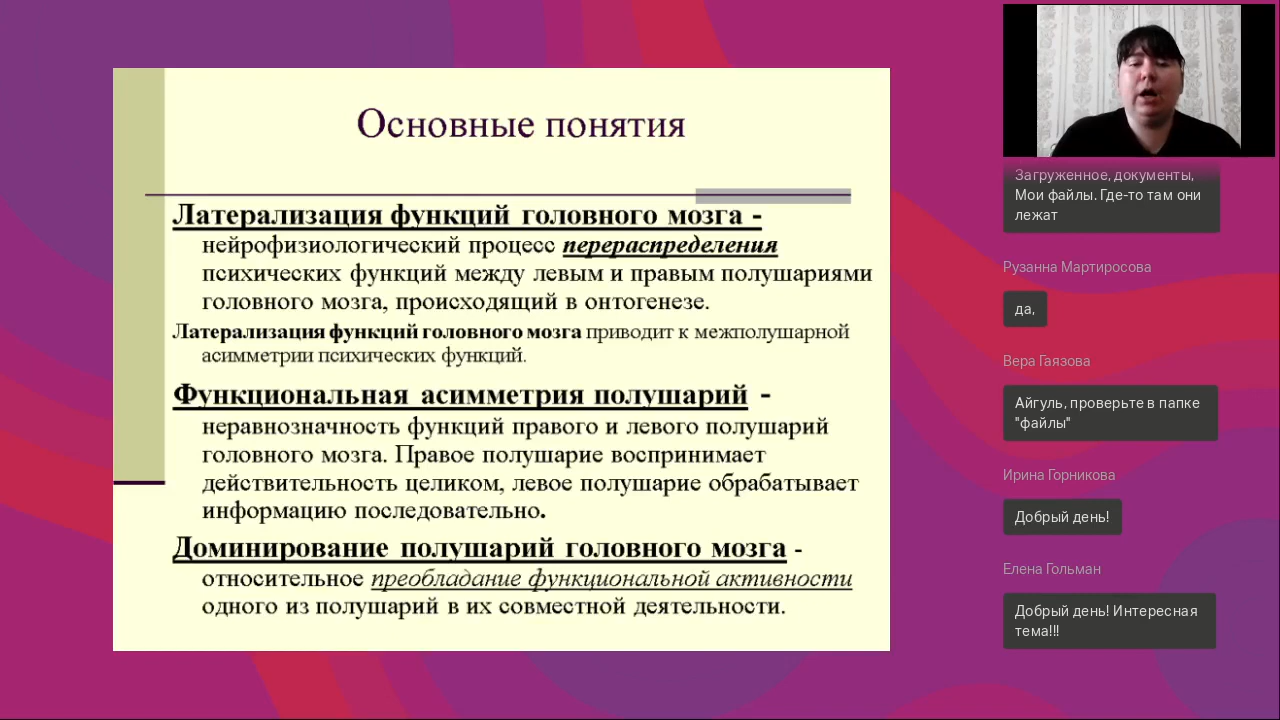 Основные понятия
Латерализация функций головного мозга -
нейрофизиологический процесс перераспределения
психических функций между левым и правым полушариями
головного мозга, происходящий в онтогенезе.
Латерализация функций головного мозга приводит к межполушарной
асимметрии психических функций.
Функциональная асимметрия полушарий -
неравнозначность функций правого и левого полушарий
головного мозга. Правое полушарие воспринимает
действительность целиком, левое полушарие обрабатывает
информацию последовательно.
Доминирование полушарий головного мозга -
относительное преобладание функциональной активности
одного из полушарий в их совместной деятельности.
Загруженное, документы,
Мои файлы. Где-то там они
лежат
Рузанна Мартиросова
да,
Вера Гаязова
Айгуль, проверьте в папке
"файлы"
Ирина Горникова
Добрый день!
Елена Гольман
Добрый день! Интересная
тема!!!